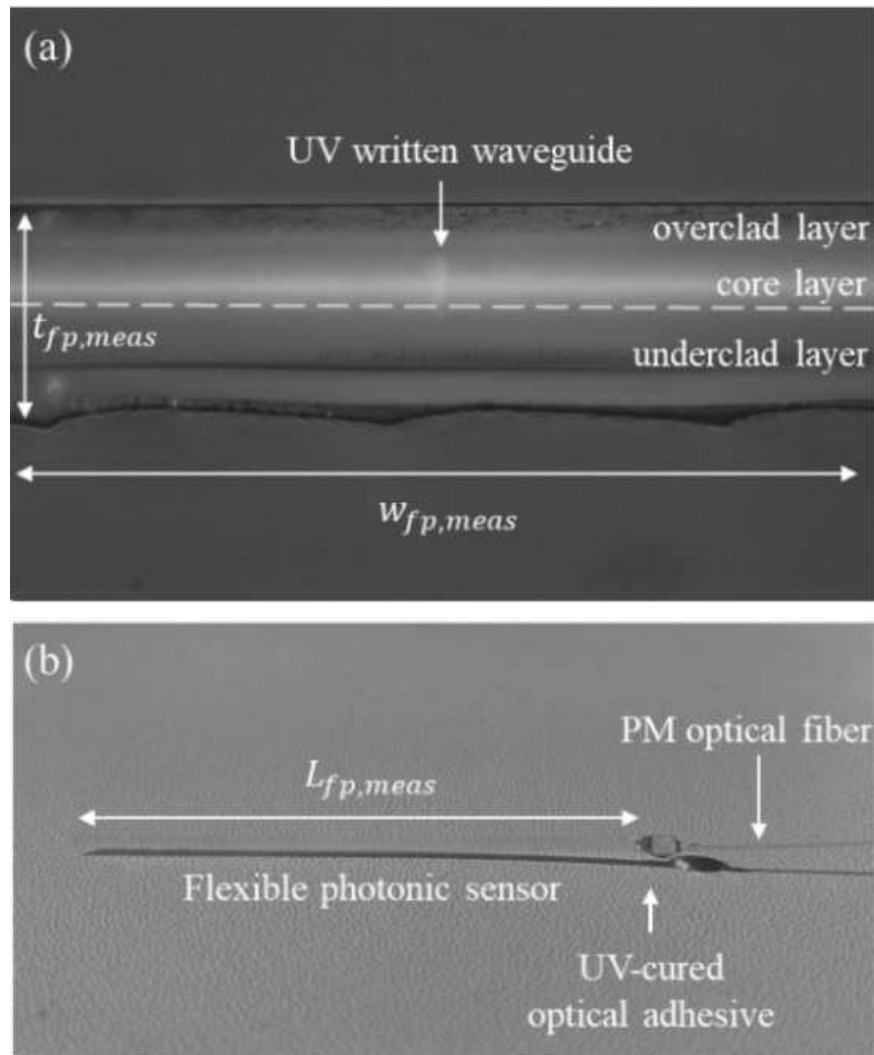 (a)
UV written waveguide
overclad layer
core layer
t_{fp,meas}
underclad layer
w_{fp,meas}
(b)
PM optical fiber
L_{fp,meas}
Flexible photonic sensor
UV-cured
optical adhesive